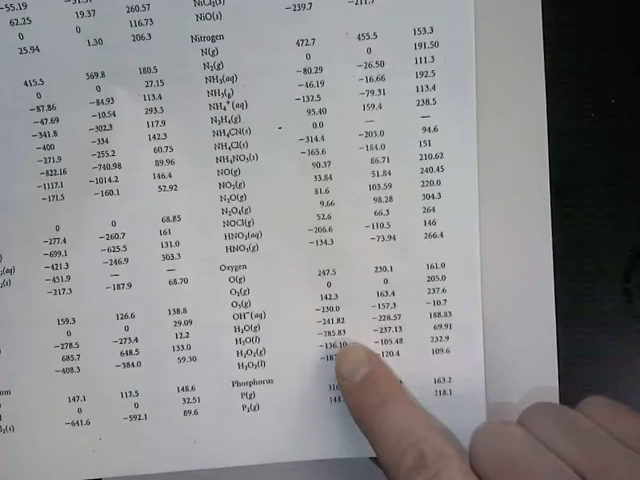 -55.19
62.25 19.37 260.57
0 0 116.73
25.94 1.30 206.3
415.5 369.8 180.5
0 0 27.15
-87.86 -84.93 113.4
-47.69 -10.54 293.3
-341.8 -302.3 117.9
-400 -334 142.3
-271.9 -255.2 60.75
-822.16 -740.98 89.96
-1117.1 -1014.2 146.4
-171.5 -160.1 52.92
0 0 68.85
-277.4 -260.7 161
-699.1 -625.5 131.0
(aq) -421.3 -246.9 303.3
(s) -451.9 — —
-217.3 -187.9 68.70
159.3 126.6 138.8
0 0 29.09
-278.5 -273.4 12.2
685.7 648.5 133.0
-408.3 -384.0 59.30
147.1 112.5 148.6
0 0 32.51
(s) -641.6 -592.1 89.6
NiCl₂(s)
NiO(s) -239.7 -211.7
Nitrogen
N(g) 472.7 455.5 153.3
N₂(g) 0 0 191.50
NH₃(aq) -80.29 -26.50 111.3
NH₃(g) -46.19 -16.66 192.5
NH₄⁺(aq) -132.5 -79.31 113.4
N₂H₄(g) 95.40 159.4 238.5
NH₄CN(s) 0.0 — —
NH₄Cl(s) -314.4 -203.0 94.6
NH₄NO₃(s) -365.6 -184.0 151
NO(g) 90.37 86.71 210.62
NO₂(g) 33.84 51.84 240.45
N₂O(g) 81.6 103.59 220.0
N₂O₄(g) 9.66 98.28 304.3
NOCl(g) 52.6 66.3 264
HNO₃(aq) -206.6 -110.5 146
HNO₃(g) -134.3 -73.94 266.4
Oxygen
O(g) 247.5 230.1 161.0
O₂(g) 0 0 205.0
O₃(g) 142.3 163.4 237.6
OH⁻(aq) -230.0 -157.3 -10.7
H₂O(g) -241.82 -228.57 188.83
H₂O(l) -285.83 -237.13 69.91
H₂O₂(g) -136.10 -105.48 232.9
H₂O₂(l) -120.4 109.6
Phosphorus
P(g) 163.2
P₂(g) 218.1